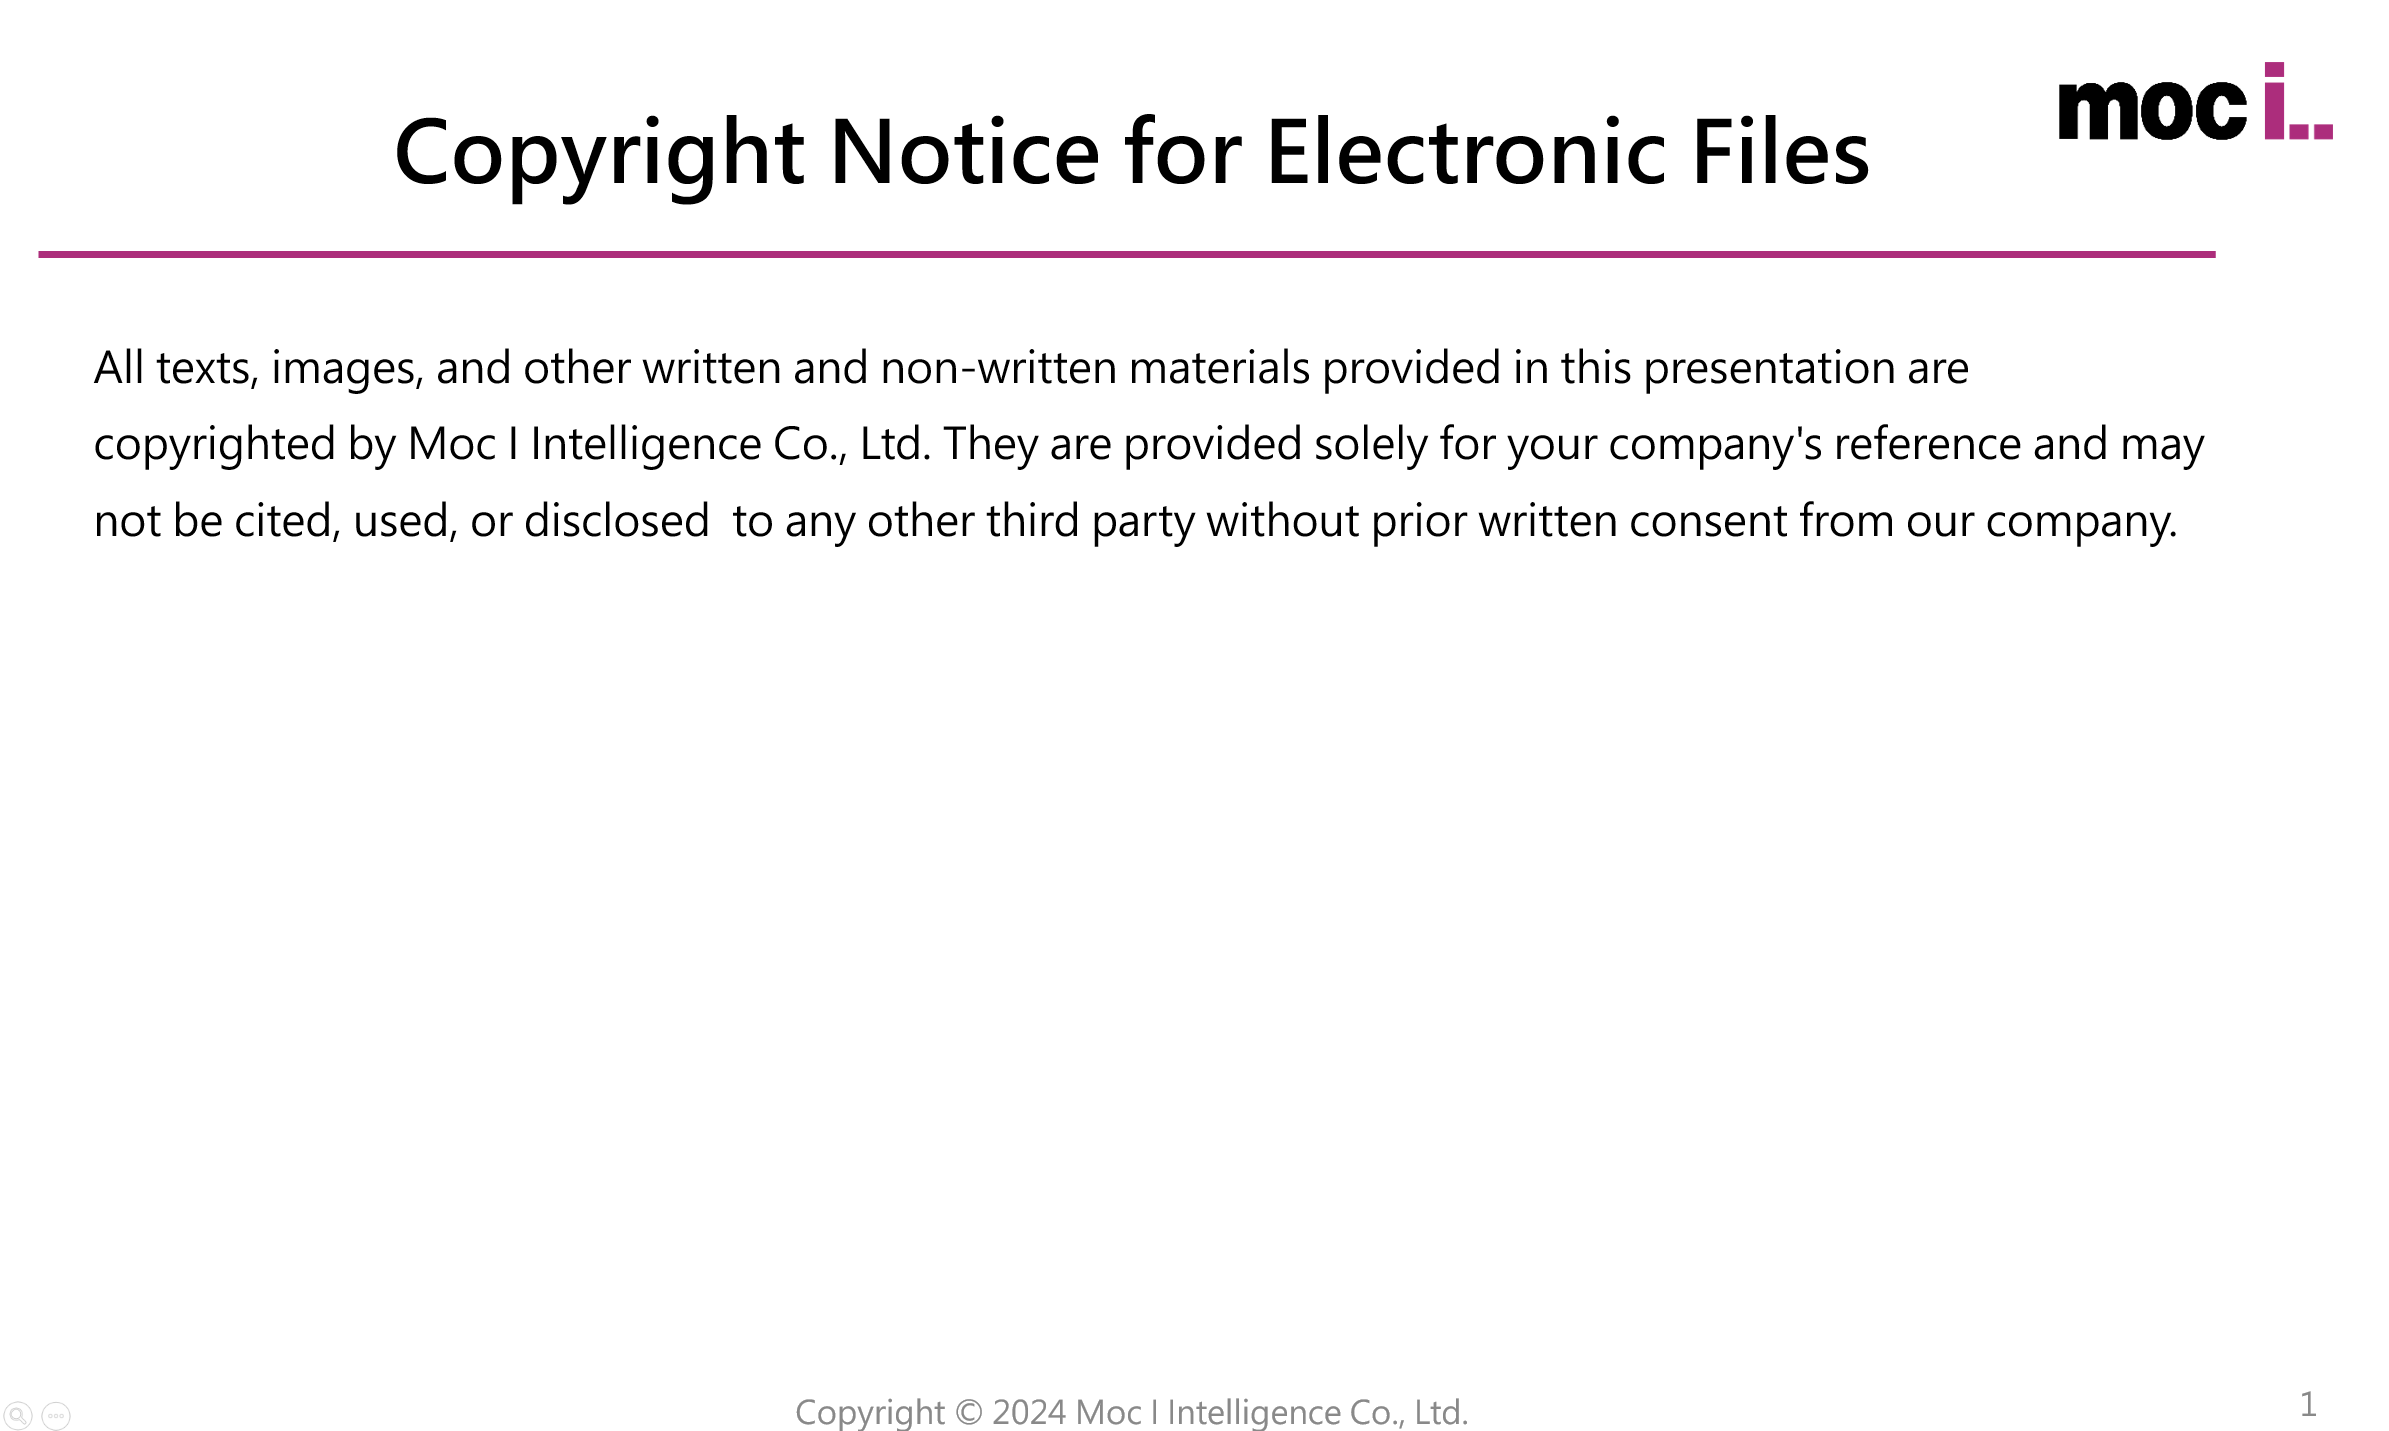 moc i..
Copyright Notice for Electronic Files
All texts, images, and other written and non-written materials provided in this presentation are
copyrighted by Moc I Intelligence Co., Ltd. They are provided solely for your company's reference and may
not be cited, used, or disclosed  to any other third party without prior written consent from our company.
Copyright © 2024 Moc I Intelligence Co., Ltd.
1